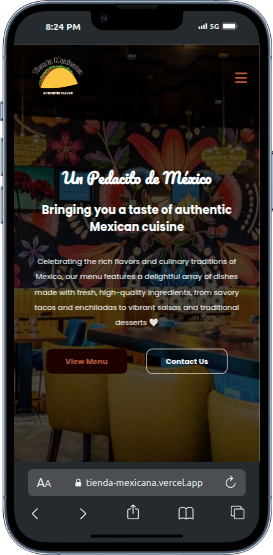 8:24 PM
5G
Tienda Mexicana
Un Pedacito de México
Bringing you a taste of authentic
Mexican cuisine
Celebrating the rich flavors and culinary traditions of
Mexico, our menu features a delightful array of dishes
made with fresh, high-quality ingredients, from savory
tacos and enchiladas to vibrant salsas and traditional
desserts 🤍
View Menu
Contact Us
AA
tienda-mexicana.vercel.app